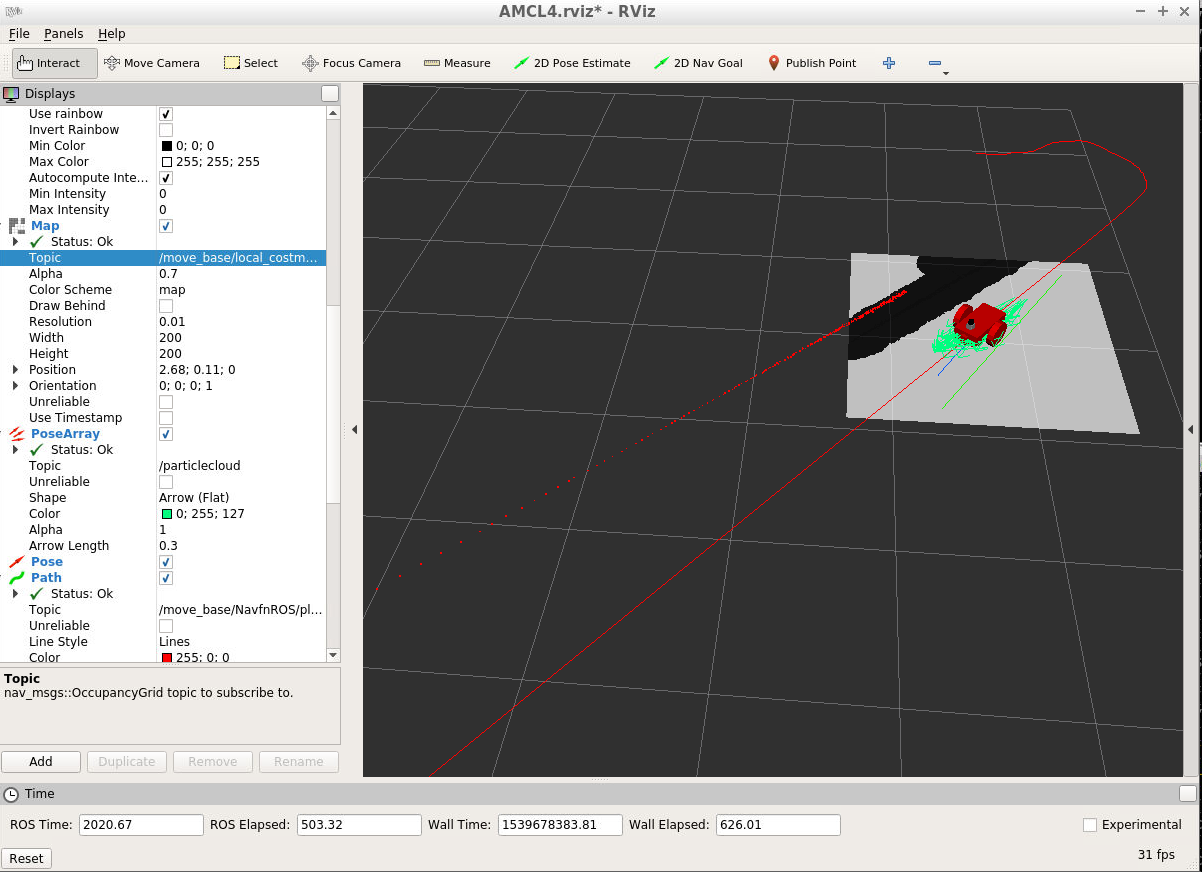 AMCL4.rviz* - RViz
File Panels Help
Interact Move Camera Select Focus Camera Measure 2D Pose Estimate 2D Nav Goal Publish Point
Displays
Use rainbow
Invert Rainbow
Min Color 0; 0; 0
Max Color 255; 255; 255
Autocompute Inte...
Min Intensity 0
Max Intensity 0
Map
Status: Ok
Topic /move_base/local_costm...
Alpha 0.7
Color Scheme map
Draw Behind
Resolution 0.01
Width 200
Height 200
Position 2.68; 0.11; 0
Orientation 0; 0; 0; 1
Unreliable
Use Timestamp
PoseArray
Status: Ok
Topic /particlecloud
Unreliable
Shape Arrow (Flat)
Color 0; 255; 127
Alpha 1
Arrow Length 0.3
Pose
Path
Status: Ok
Topic /move_base/NavfnROS/pl...
Unreliable
Line Style Lines
Color 255; 0; 0
Topic
nav_msgs::OccupancyGrid topic to subscribe to.
Add Duplicate Remove Rename
Time
ROS Time: 2020.67 ROS Elapsed: 503.32 Wall Time: 1539678383.81 Wall Elapsed: 626.01 Experimental
Reset 31 fps